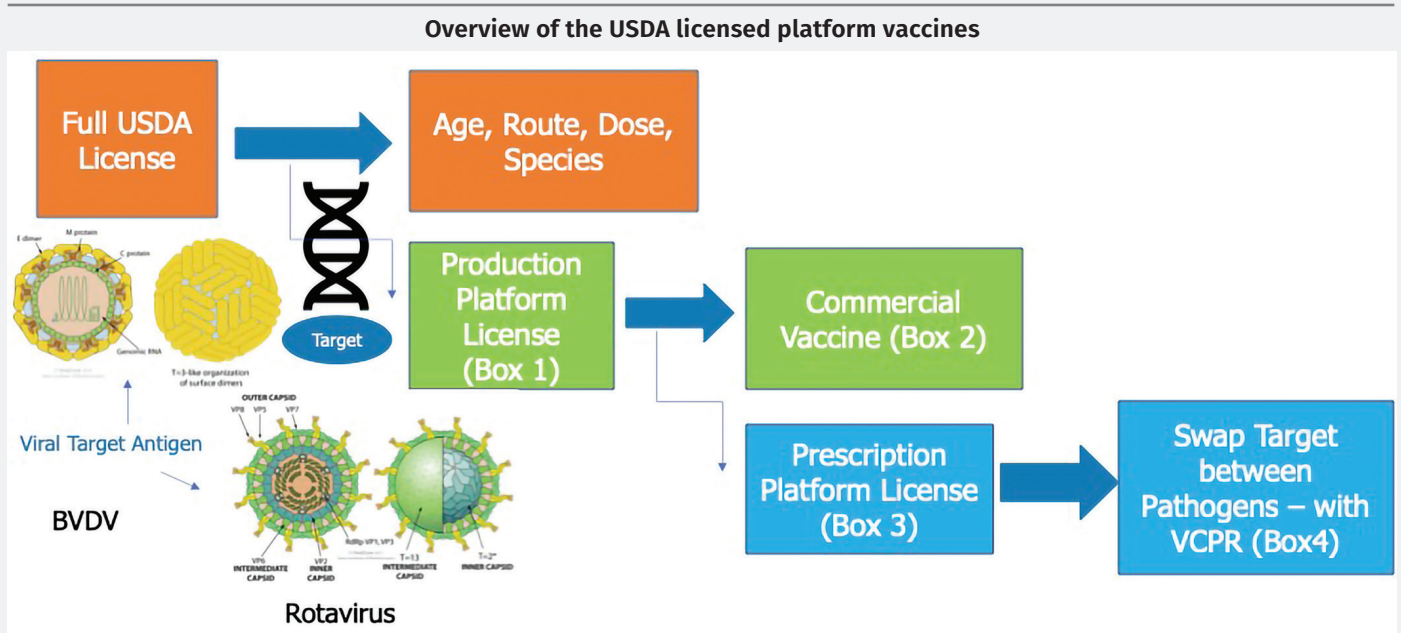 Overview of the USDA licensed platform vaccines
Full USDA
License
Age, Route, Dose,
Species
E dimer
M protein
C protein
Genomic RNA
T=3-like organization
of surface dimers
Target
Production
Platform
License
(Box 1)
Commercial
Vaccine (Box 2)
Viral Target Antigen
BVDV
OUTER CAPSID
VP8 VP5 VP7
RdRp VP1, VP3
VP6
INTERMEDIATE
CAPSID
VP2
INNER
CAPSID
T=13
INTERMEDIATE
CAPSID
INNER CAPSID
Rotavirus
Prescription
Platform License
(Box 3)
Swap Target
between
Pathogens – with
VCPR (Box4)